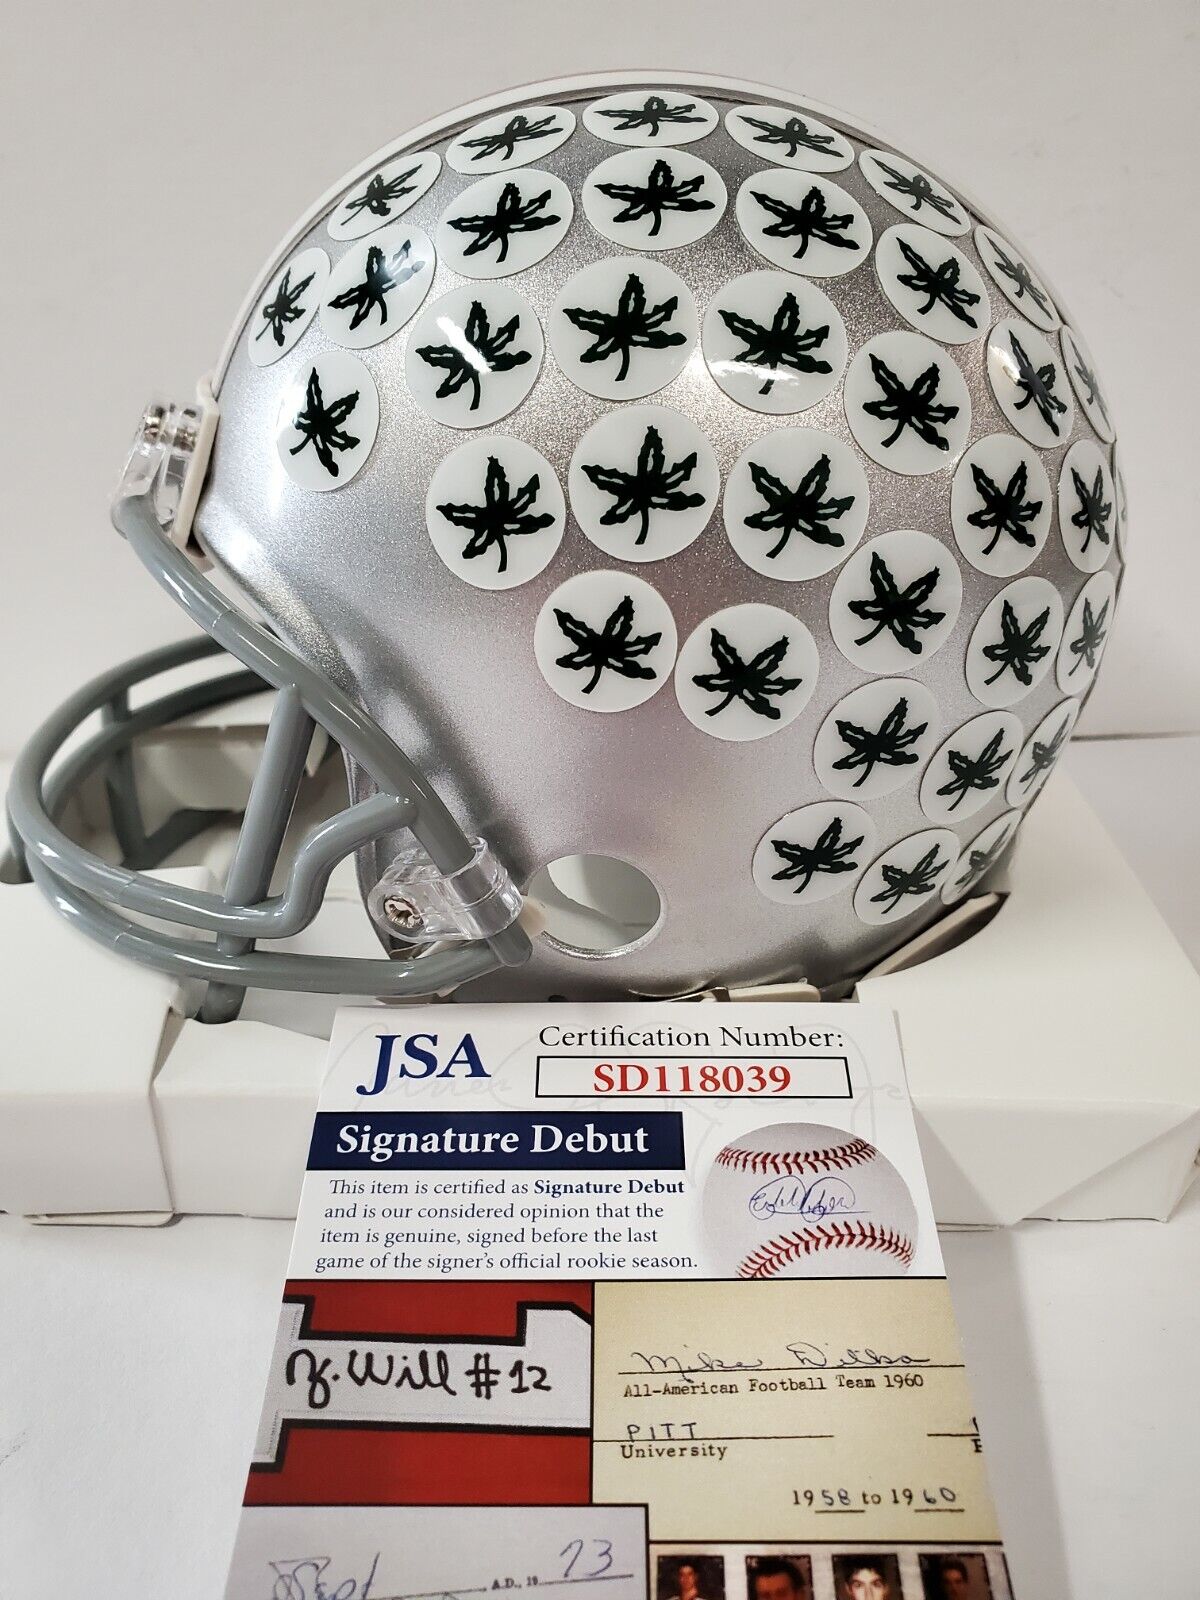 JSA
Certification Number:
SD118039
Signature Debut
This item is certified as Signature Debut
and is our considered opinion that the
item is genuine, signed before the last
game of the signer's official rookie season.
Will #12
Mike Ditka
All-American Football Team 1960
PITT
University
1958 to 1960
Sept 73
A.D., 19